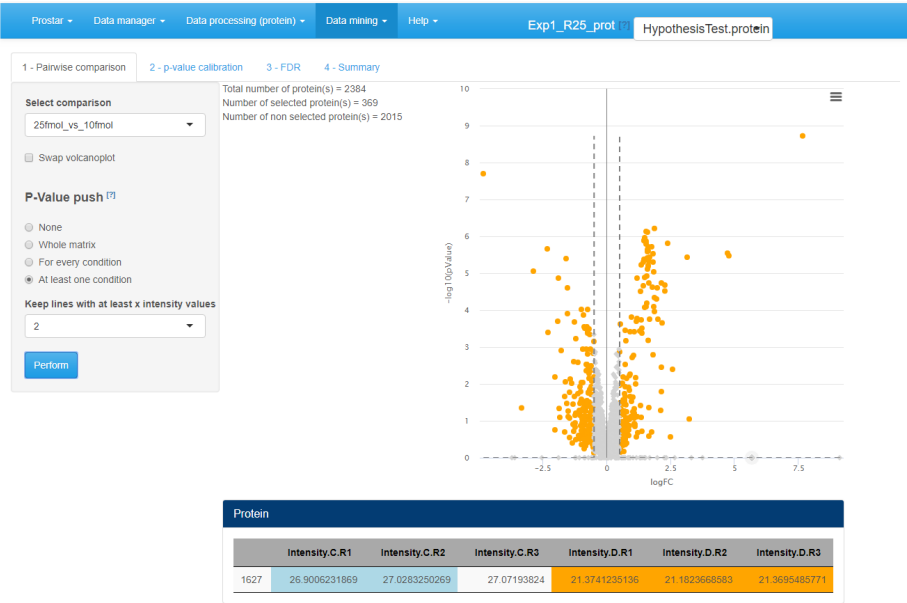 Prostar Data manager Data processing (protein) Data mining Help Exp1_R25_prot [?] HypothesisTest.protein
1 - Pairwise comparison 2 - p-value calibration 3 - FDR 4 - Summary
Select comparison
25fmol_vs_10fmol
Swap volcanoplot
P-Value push [?]
None
Whole matrix
For every condition
At least one condition
Keep lines with at least x intensity values
2
Perform
Total number of protein(s) = 2384
Number of selected protein(s) = 369
Number of non selected protein(s) = 2015
10
9
8
7
6
5
4
3
2
1
0
-log10(pValue)
-2.5 0 2.5 5 7.5
logFC
Protein
Intensity.C.R1 Intensity.C.R2 Intensity.C.R3 Intensity.D.R1 Intensity.D.R2 Intensity.D.R3
1627 26.9006231869 27.0283250269 27.07193824 21.3741235136 21.1823668583 21.3695485771